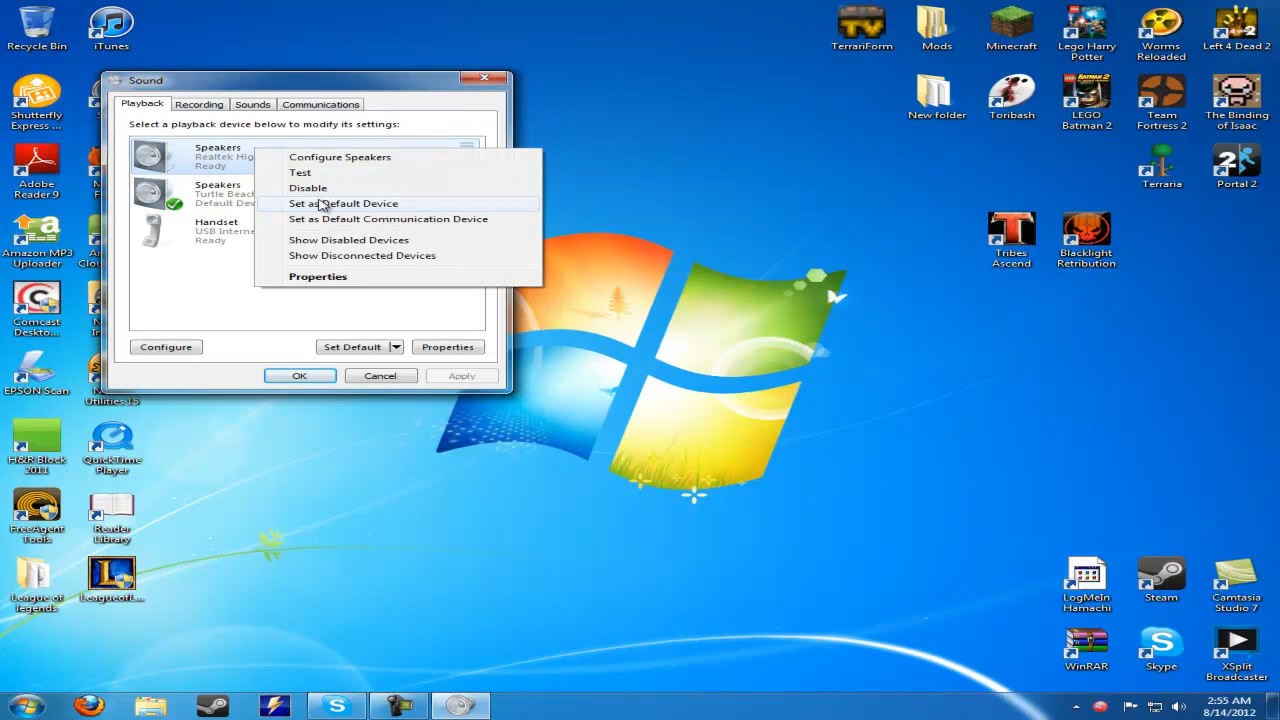 Recycle Bin
iTunes
TerrariForm
Mods
Minecraft
Lego Harry
Potter
Worms
Reloaded
Left 4 Dead 2
Sound
Playback
Recording
Sounds
Communications
Select a playback device below to modify its settings:
Speakers
Realtek Hig
Ready
Speakers
Turtle Beac
Default Dev
Handset
USB Interne
Ready
Configure Speakers
Test
Disable
Set as Default Device
Set as Default Communication Device
Show Disabled Devices
Show Disconnected Devices
Properties
Configure
Set Default
Properties
OK
Cancel
Apply
Shutterfly
Express ...
New folder
Toribash
LEGO
Batman 2
Team
Fortress 2
The Binding
of Isaac
Adobe
Reader 9
Terraria
Portal 2
Amazon MP3
Uploader
Tribes
Ascend
Blacklight
Retribution
Comcast
Deskto...
EPSON Scan
Utilities 15
H&R Block
2011
QuickTime
Player
FreeAgent
Tools
Reader
Library
League of
legends
LeagueofL...
LogMeIn
Hamachi
Steam
Camtasia
Studio 7
WinRAR
Skype
XSplit
Broadcaster
2:55 AM
8/14/2012